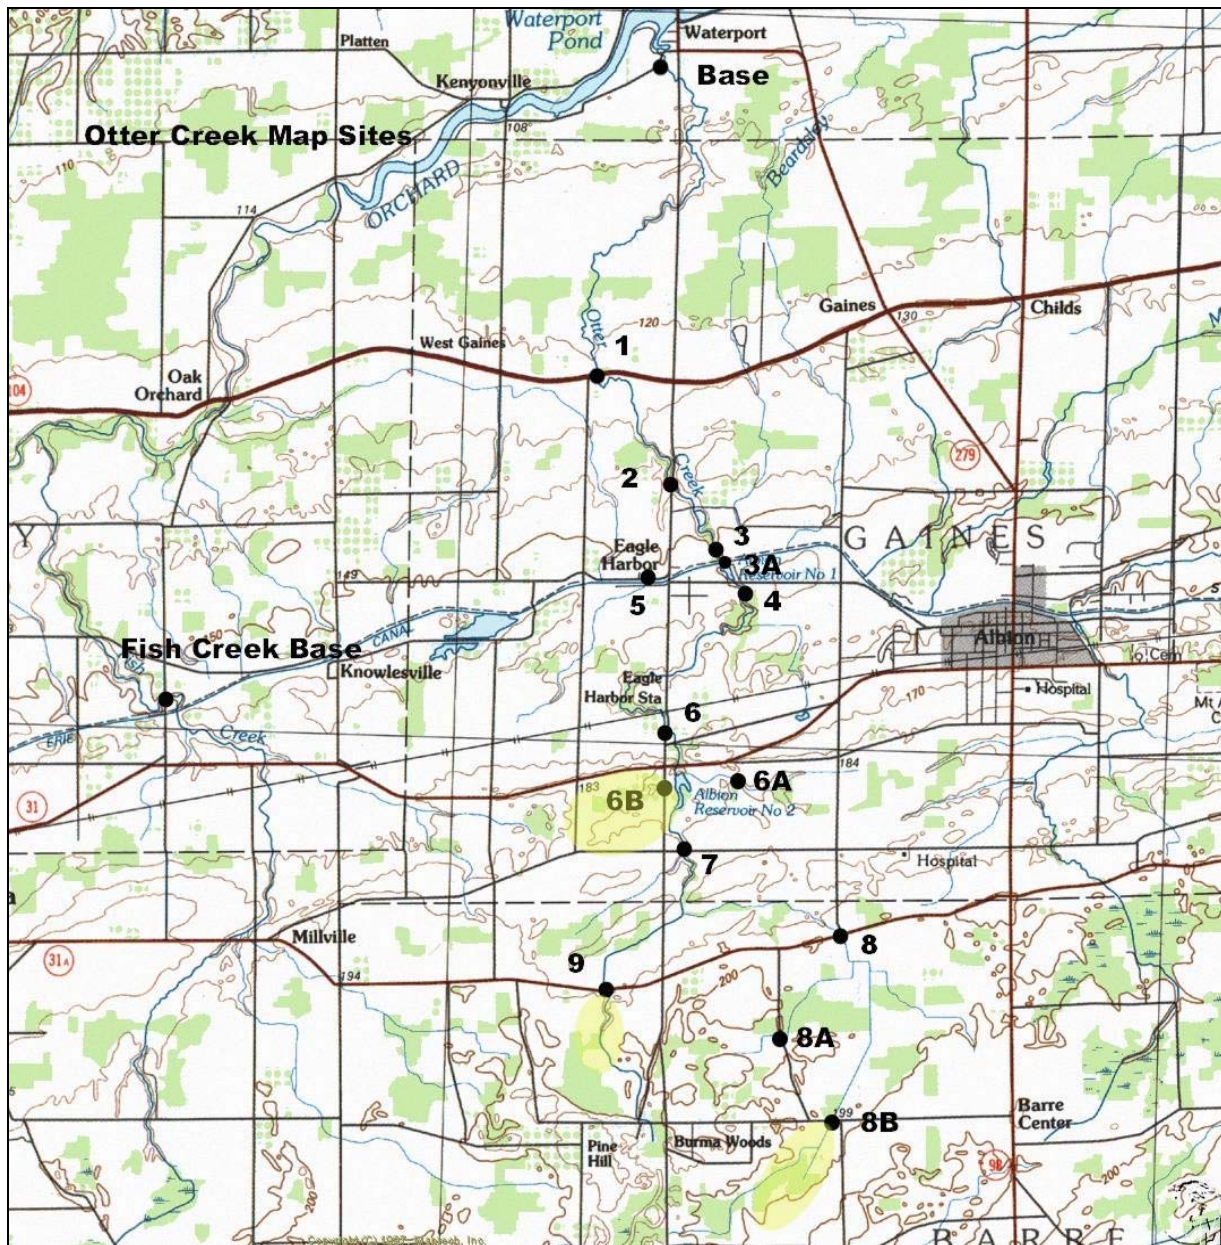 Waterport
Pond
Waterport
Platten
Kenyonville
Base
108
Otter Creek Map Sites
Beardsley
110
ORCHARD
114
Gaines
130
Childs
Otter
120
1
West Gaines
Oak
Orchard
104
279
2
Creek
Y
GAINES
3
Eagle
Harbor
3A
Reservoir No 1
149
5
4
CANAL
Albion
Fish Creek Base
150
Knowlesville
Cem
Eagle
Harbor Sta
170
Hospital
6
Mt
ERIE
Creek
184
183
6A
31
6B
Albion
Reservoir No 2
7
Hospital
Millville
8
31A
9
194
200
8A
199
8B
Barre
Center
Pine
Hill
Burma Woods
98
200
200
BARRE